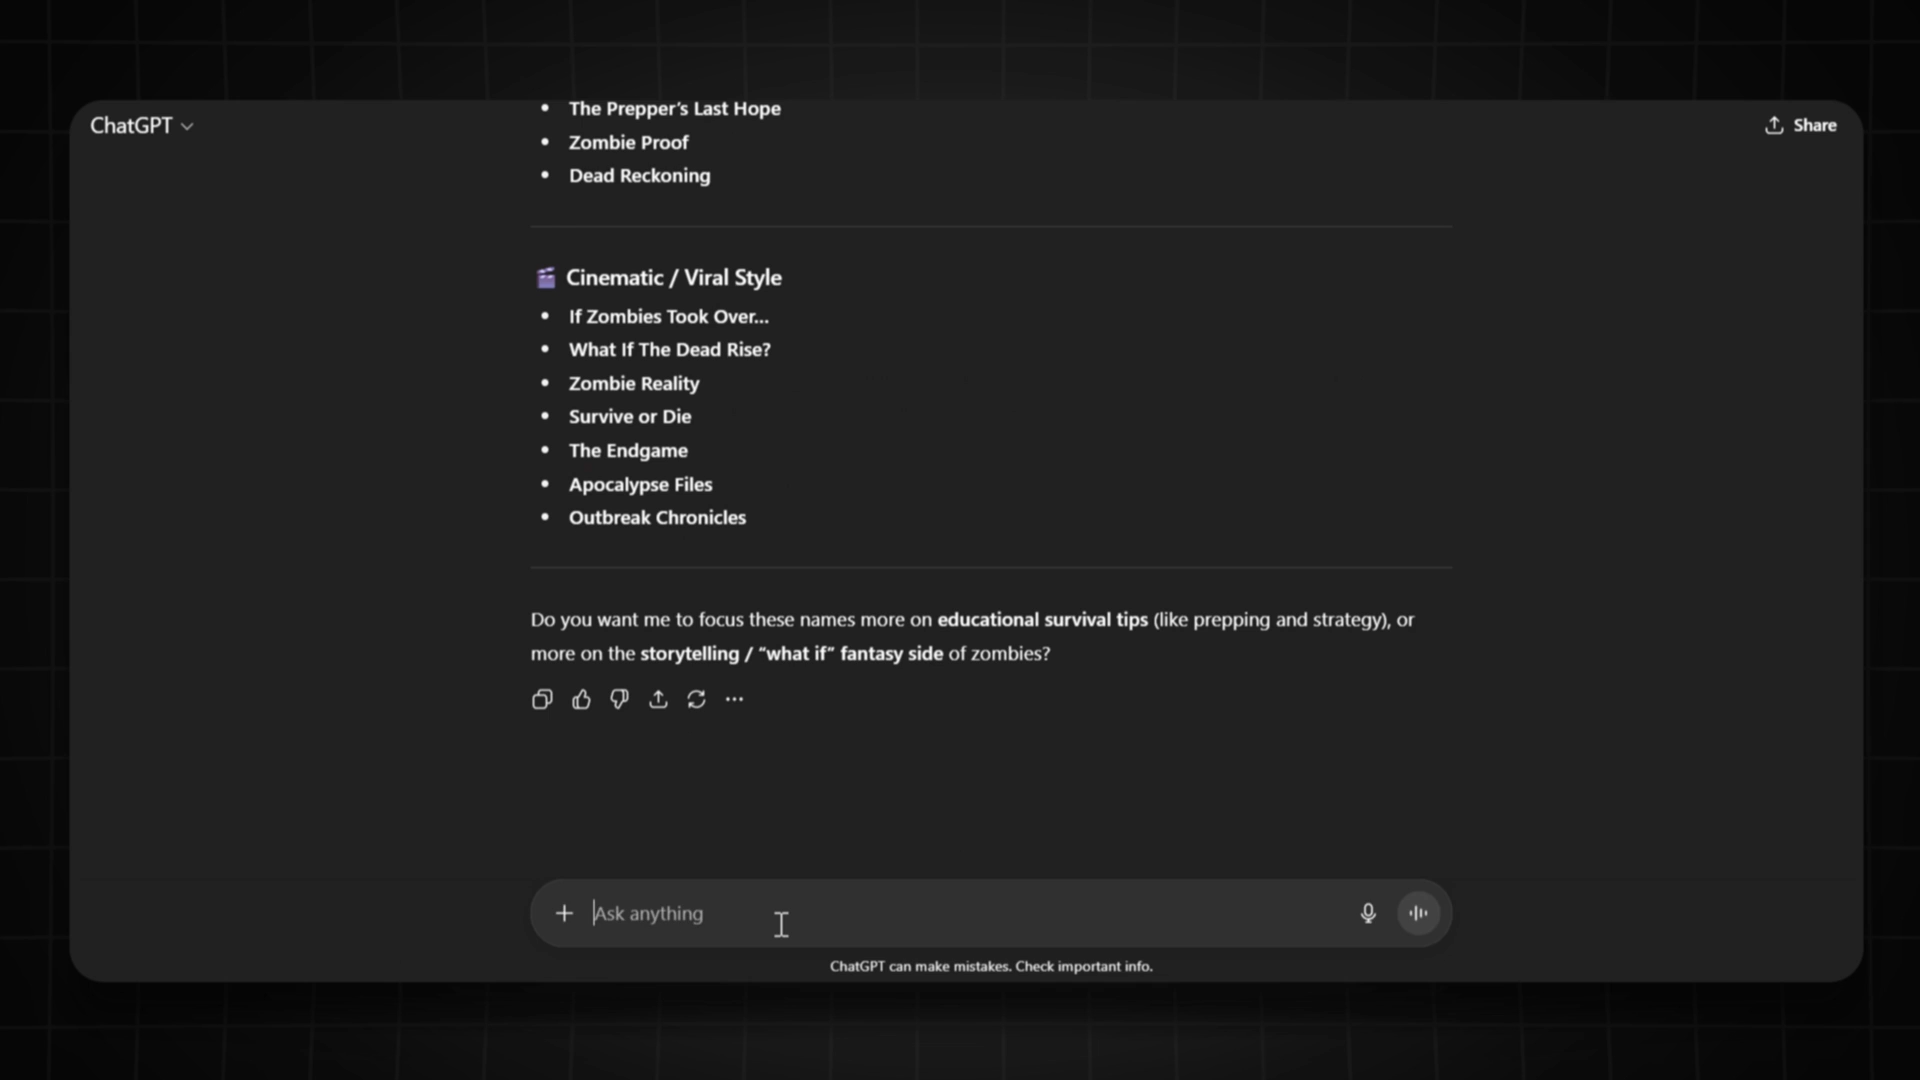 The Prepper’s Last Hope
ChatGPT
Share
Zombie Proof
Dead Reckoning
Cinematic / Viral Style
If Zombies Took Over...
What If The Dead Rise?
Zombie Reality
Survive or Die
The Endgame
Apocalypse Files
Outbreak Chronicles
Do you want me to focus these names more on educational survival tips (like prepping and strategy), or
more on the storytelling / “what if” fantasy side of zombies?
Ask anything
ChatGPT can make mistakes. Check important info.